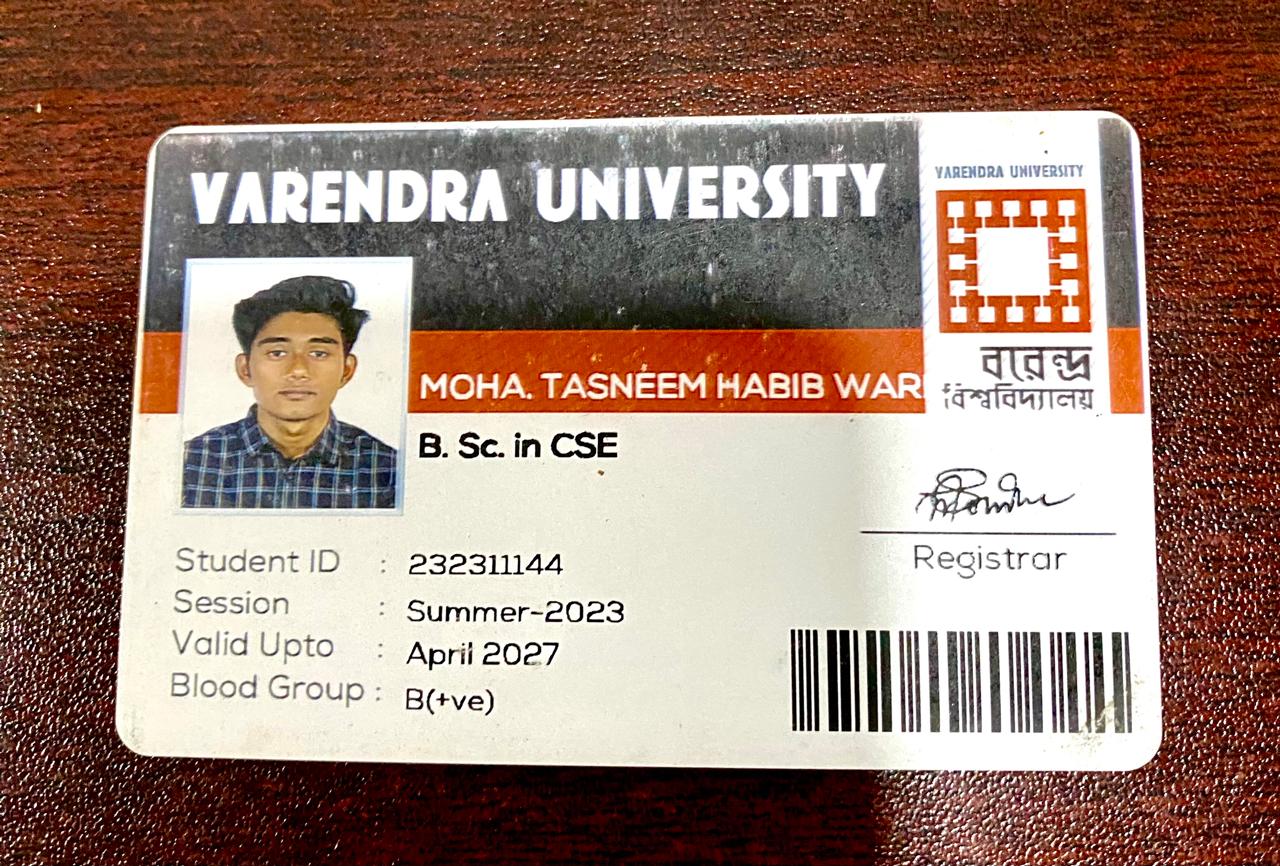 VARENDRA UNIVERSITY
VARENDRA UNIVERSITY
বরেন্দ্র
বিশ্ববিদ্যালয়
MOHA. TASNEEM HABIB WAR
B. Sc. in CSE
Registrar
Student ID : 232311144
Session : Summer-2023
Valid Upto : April 2027
Blood Group : B(+ve)